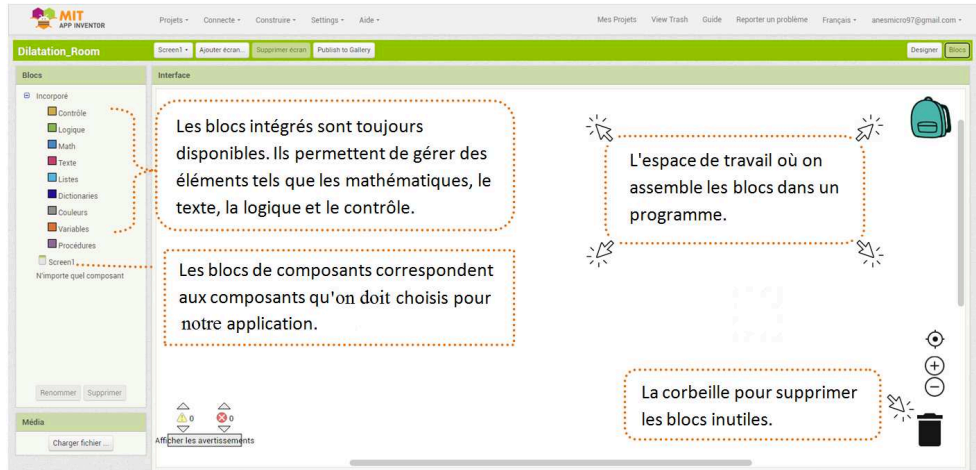 MIT
APP INVENTOR
Projets Connecte Construire Settings Aide
Mes Projets View Trash Guide Reporter un problème Français anesmicro97@gmail.com
Dilatation_Room
Screen1 Ajouter écran... Supprimer écran Publish to Gallery
Designer Blocs
Blocs
Interface
Incorporé
Contrôle
Logique
Math
Texte
Listes
Dictionaries
Couleurs
Variables
Procédures
Screen1
N'importe quel composant
Les blocs intégrés sont toujours
disponibles. Ils permettent de gérer des
éléments tels que les mathématiques, le
texte, la logique et le contrôle.
L'espace de travail où on
assemble les blocs dans un
programme.
Les blocs de composants correspondent
aux composants qu'on doit choisis pour
notre application.
La corbeille pour supprimer
les blocs inutiles.
Renommer Supprimer
0 0
Afficher les avertissements
Média
Charger fichier ...